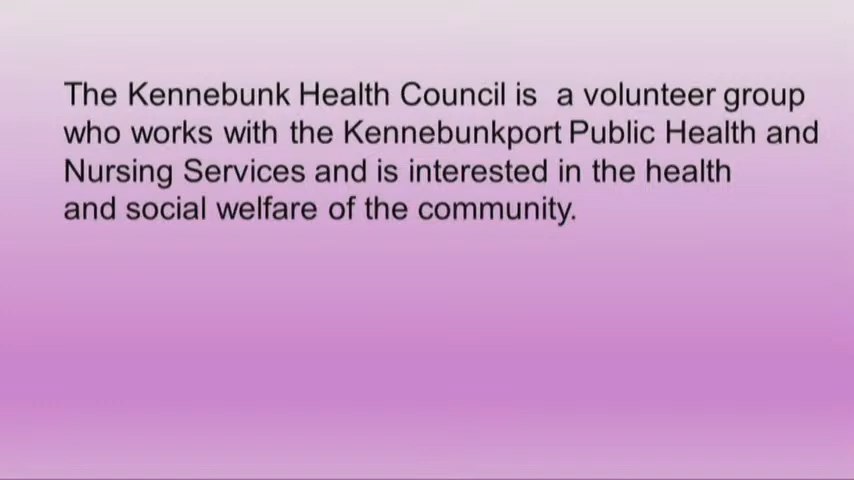 The Kennebunk Health Council is  a volunteer group
who works with the Kennebunkport Public Health and
Nursing Services and is interested in the health
and social welfare of the community.